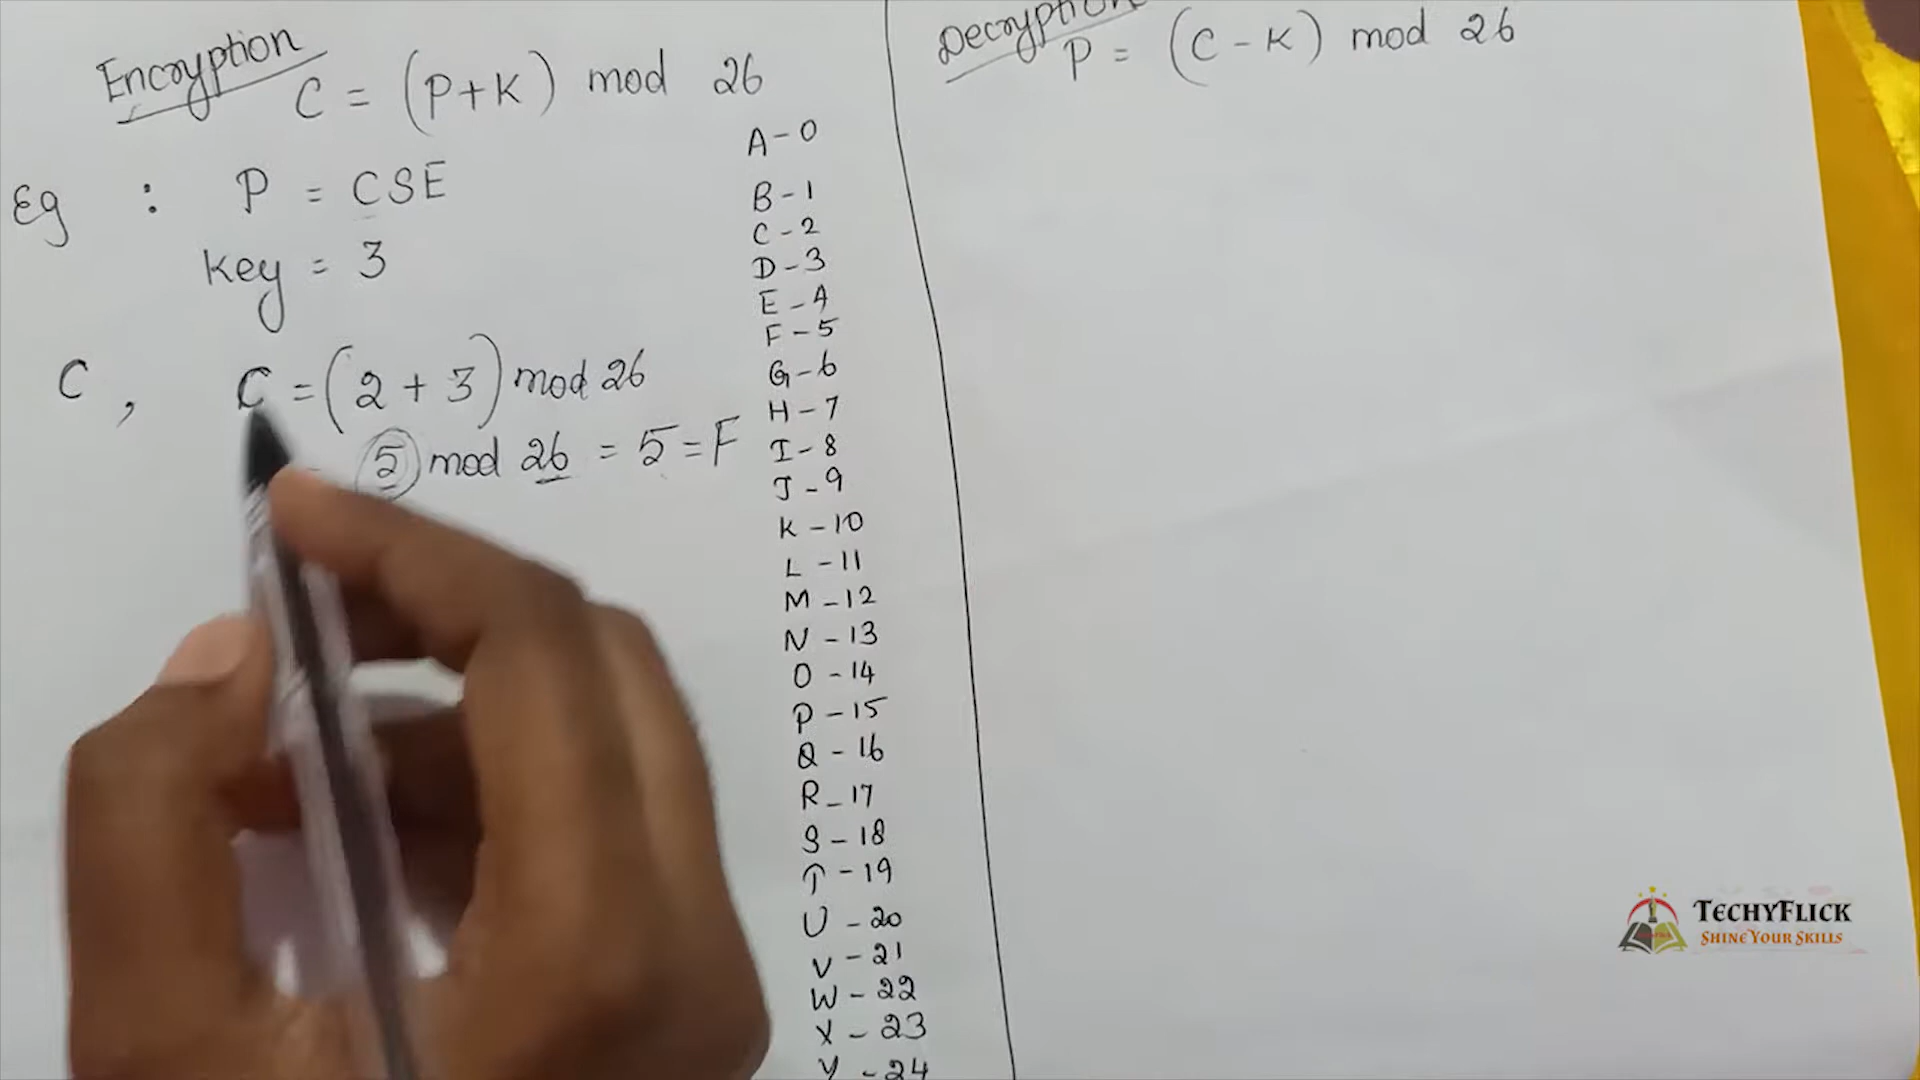 Encryption
C = (P+K) mod 26
Eg : P = CSE
key = 3
C, C = (2 + 3) mod 26
5 mod 26 = 5 = F
A - 0
B - 1
C - 2
D - 3
E - 4
F - 5
G - 6
H - 7
I - 8
J - 9
K - 10
L - 11
M - 12
N - 13
O - 14
P - 15
Q - 16
R - 17
S - 18
T - 19
U - 20
V - 21
W - 22
X - 23
Y - 24
Decryption
P = (C - K) mod 26
TECHYFLICK
SHINE YOUR SKILLS